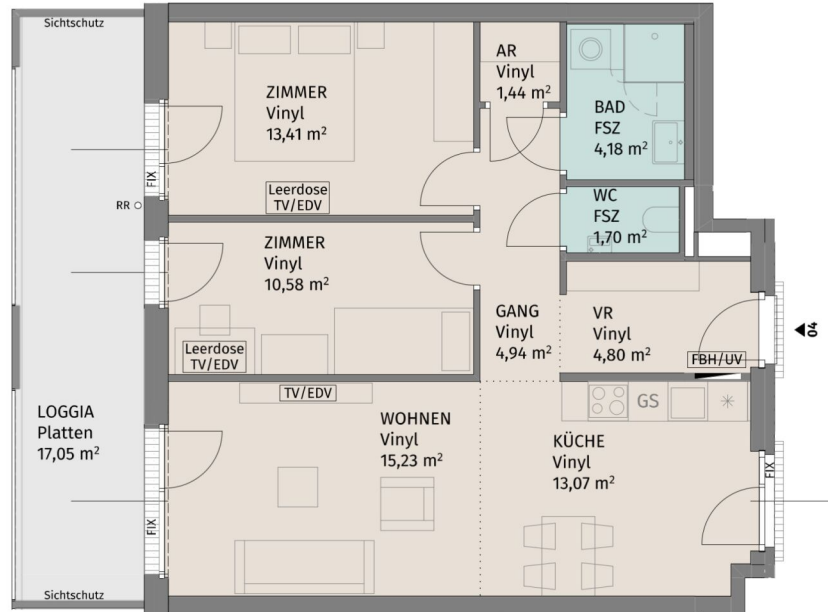 Sichtschutz
ZIMMER
Vinyl
13,41 m²
AR
Vinyl
1,44 m²
BAD
FSZ
4,18 m²
FIX
Leerdose
TV/EDV
RR
WC
FSZ
1,70 m²
ZIMMER
Vinyl
10,58 m²
GANG
Vinyl
4,94 m²
VR
Vinyl
4,80 m²
FBH/UV
04
Leerdose
TV/EDV
TV/EDV
GS
LOGGIA
Platten
17,05 m²
WOHNEN
Vinyl
15,23 m²
KÜCHE
Vinyl
13,07 m²
FIX
FIX
Sichtschutz